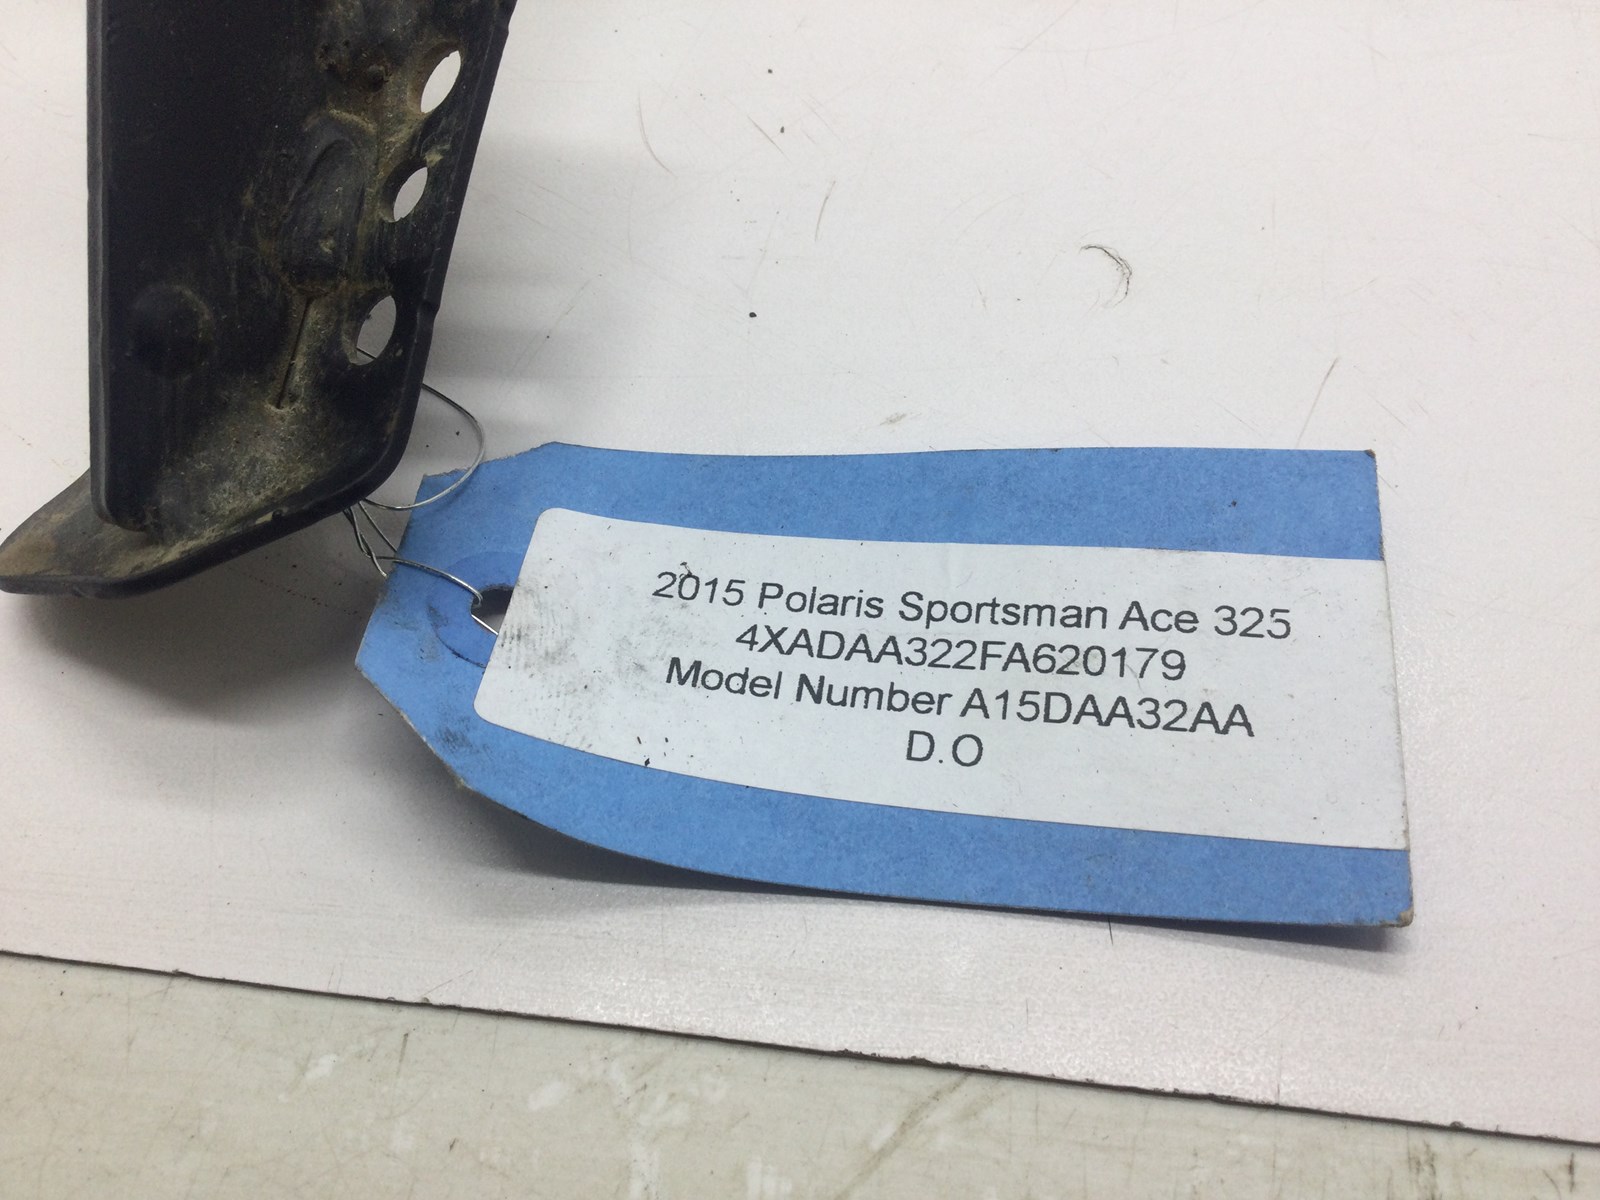 2015 Polaris Sportsman Ace 325
4XADAA322FA620179
Model Number A15DAA32AA
D.O